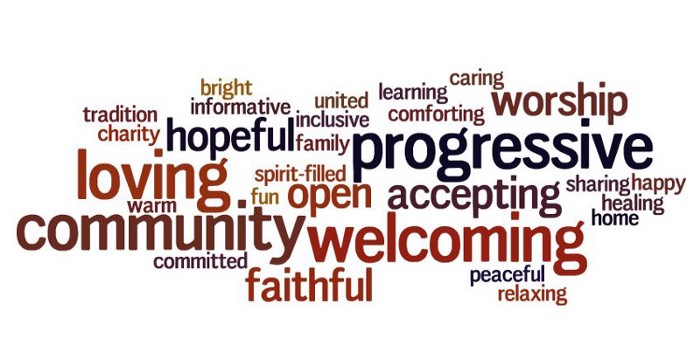 caring
bright
learning
united
worship
informative
tradition
comforting
inclusive
charity
hopeful
family
progressive
loving
spirit-filled
sharing
happy
fun
open
accepting
healing
warm
home
community
welcoming
committed
peaceful
faithful
relaxing